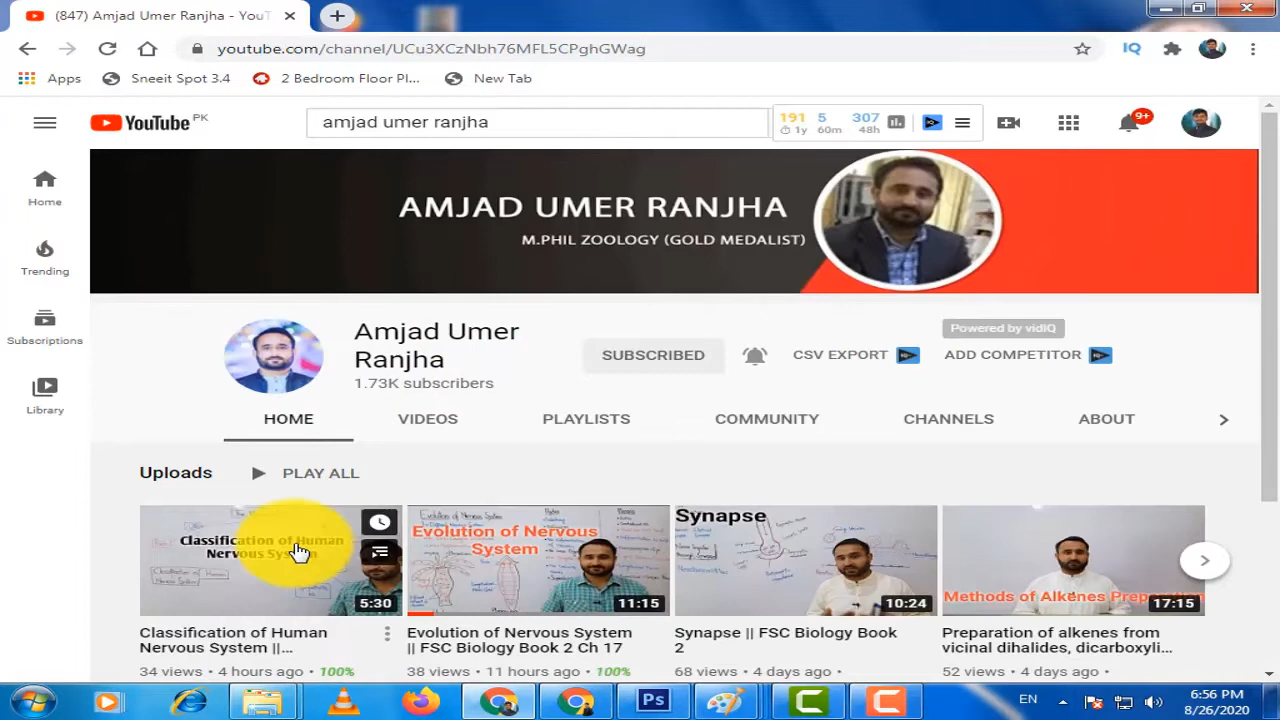 (847) Amjad Umer Ranjha - YouT
youtube.com/channel/UCu3XCzNbh76MFL5CPghGWag
IQ
Apps
Sneeit Spot 3.4
2 Bedroom Floor Pl...
New Tab
YouTube PK
amjad umer ranjha
191 5 307
1y 60m 48h
9+
Home
Trending
Subscriptions
Library
AMJAD UMER RANJHA
M.PHIL ZOOLOGY (GOLD MEDALIST)
Amjad Umer
Ranjha
1.73K subscribers
SUBSCRIBED
Powered by vidIQ
CSV EXPORT
ADD COMPETITOR
HOME
VIDEOS
PLAYLISTS
COMMUNITY
CHANNELS
ABOUT
Uploads
PLAY ALL
Classification of Human
Nervous System
5:30
Evolution of Nervous
System
11:15
Synapse
10:24
Methods of Alkenes
17:15
Classification of Human
Nervous System ||...
34 views • 4 hours ago • 100%
Evolution of Nervous System
|| FSC Biology Book 2 Ch 17
38 views • 11 hours ago • 100%
Synapse || FSC Biology Book
2
68 views • 4 days ago •
Preparation of alkenes from
vicinal dihalides, dicarboxyli...
52 views • 4 days ago •
Ps
EN
6:56 PM
8/26/2020